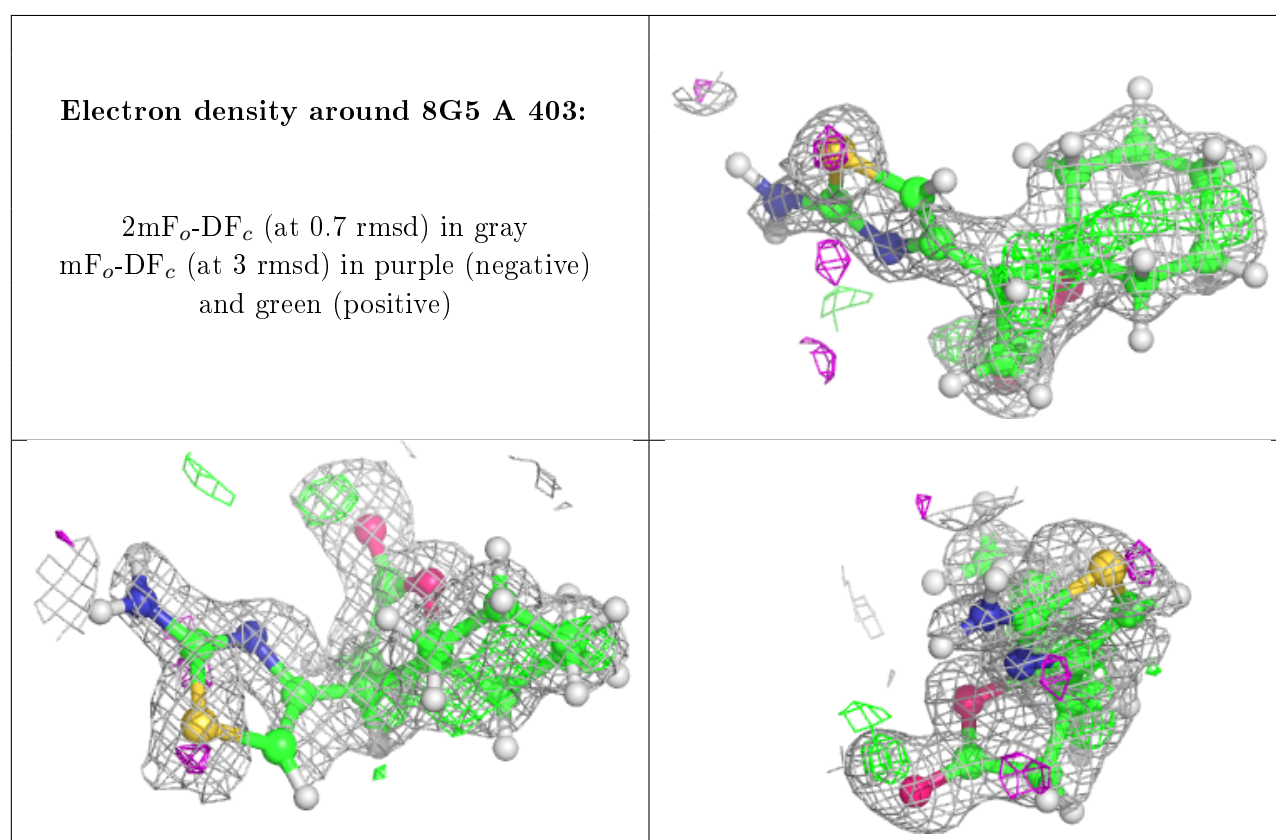 Electron density around 8G5 A 403:
2mFo-DFc (at 0.7 rmsd) in gray
mFo-DFc (at 3 rmsd) in purple (negative)
and green (positive)